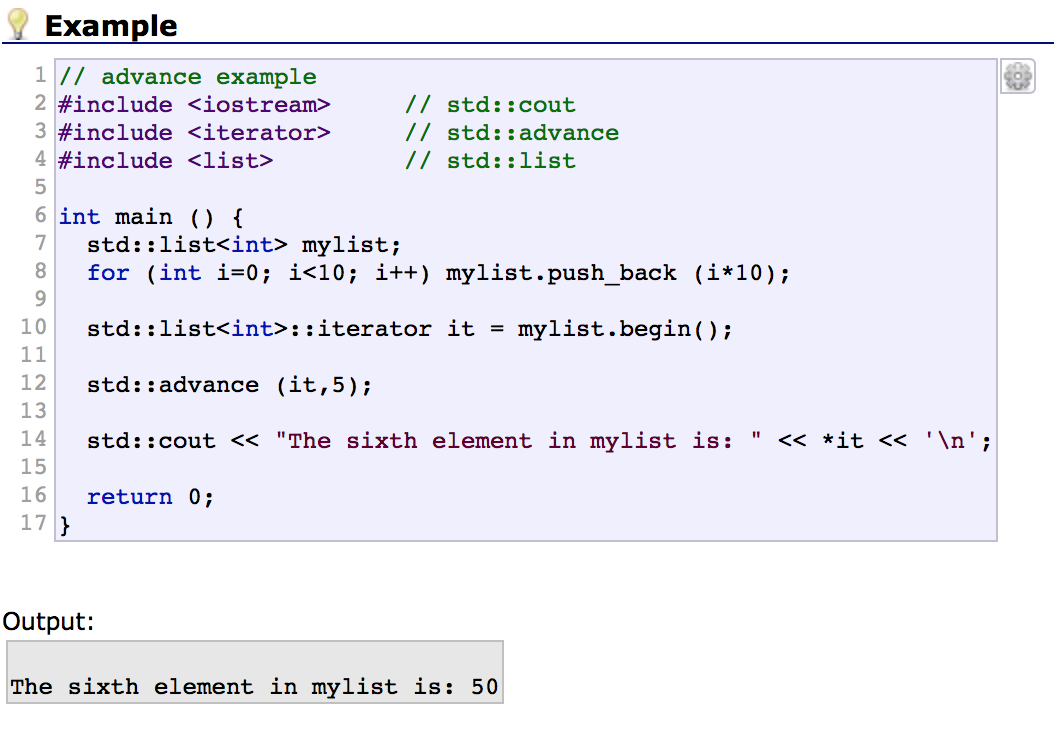 Example
1 // advance example
2 #include <iostream>     // std::cout
3 #include <iterator>     // std::advance
4 #include <list>         // std::list
5
6 int main () {
7   std::list<int> mylist;
8   for (int i=0; i<10; i++) mylist.push_back (i*10);
9
10   std::list<int>::iterator it = mylist.begin();
11
12   std::advance (it,5);
13
14   std::cout << "The sixth element in mylist is: " << *it << '\n';
15
16   return 0;
17 }
Output:
The sixth element in mylist is: 50